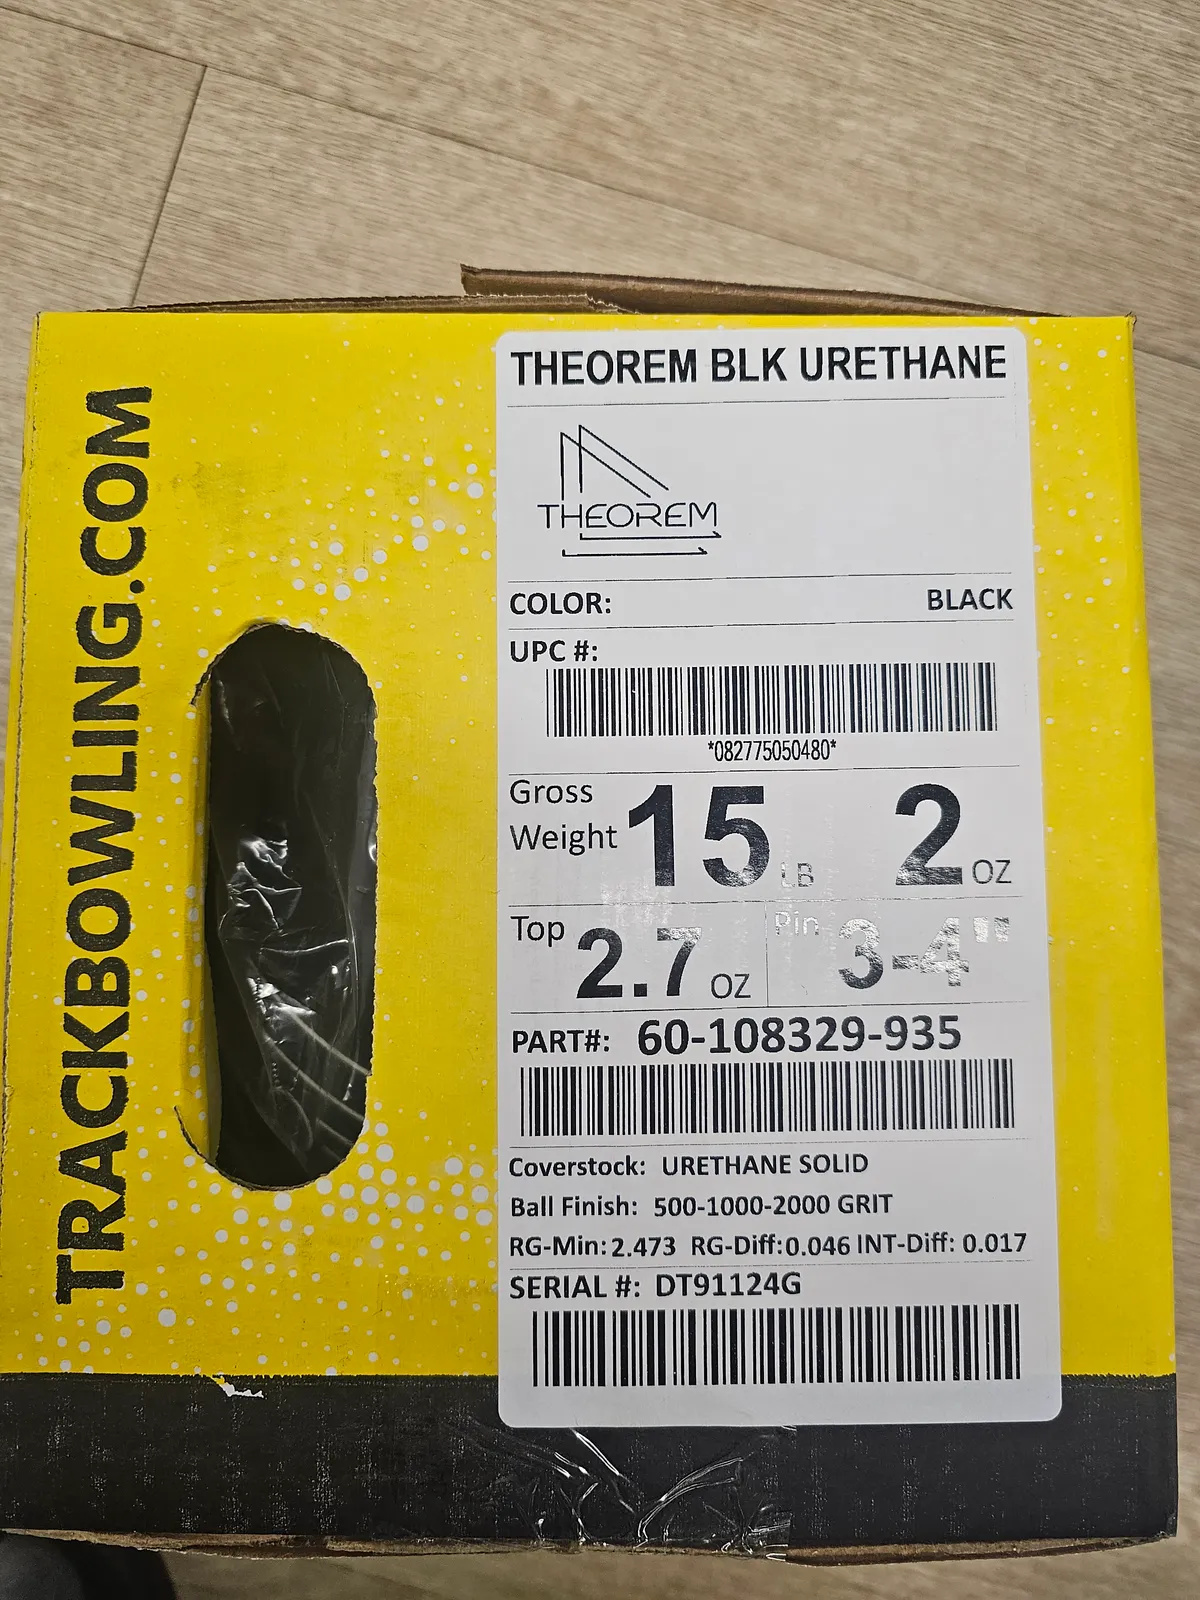 TRACKBOWLING.COM
THEOREM BLK URETHANE
THEOREM
COLOR: BLACK
UPC #:
*082775050480*
Gross Weight 15 LB 2 OZ
Top 2.7 OZ Pin 3-4"
PART#: 60-108329-935
Coverstock: URETHANE SOLID
Ball Finish: 500-1000-2000 GRIT
RG-Min: 2.473 RG-Diff: 0.046 INT-Diff: 0.017
SERIAL #: DT91124G